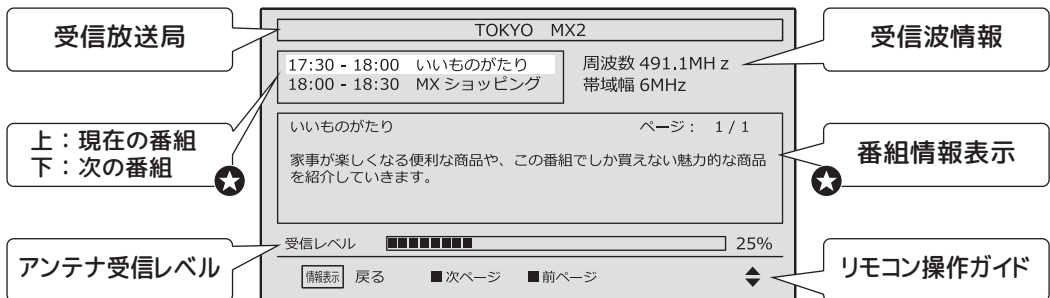 受信放送局
TOKYO MX2
受信波情報
17:30 - 18:00 いいものがたり
18:00 - 18:30 MX ショッピング
周波数 491.1MH z
帯域幅 6MHz
上：現在の番組
下：次の番組
いいものがたり ページ： 1 / 1
家事が楽しくなる便利な商品や、この番組でしか買えない魅力的な商品
を紹介していきます。
番組情報表示
アンテナ受信レベル
受信レベル 25%
情報表示 戻る ■次ページ ■前ページ
リモコン操作ガイド